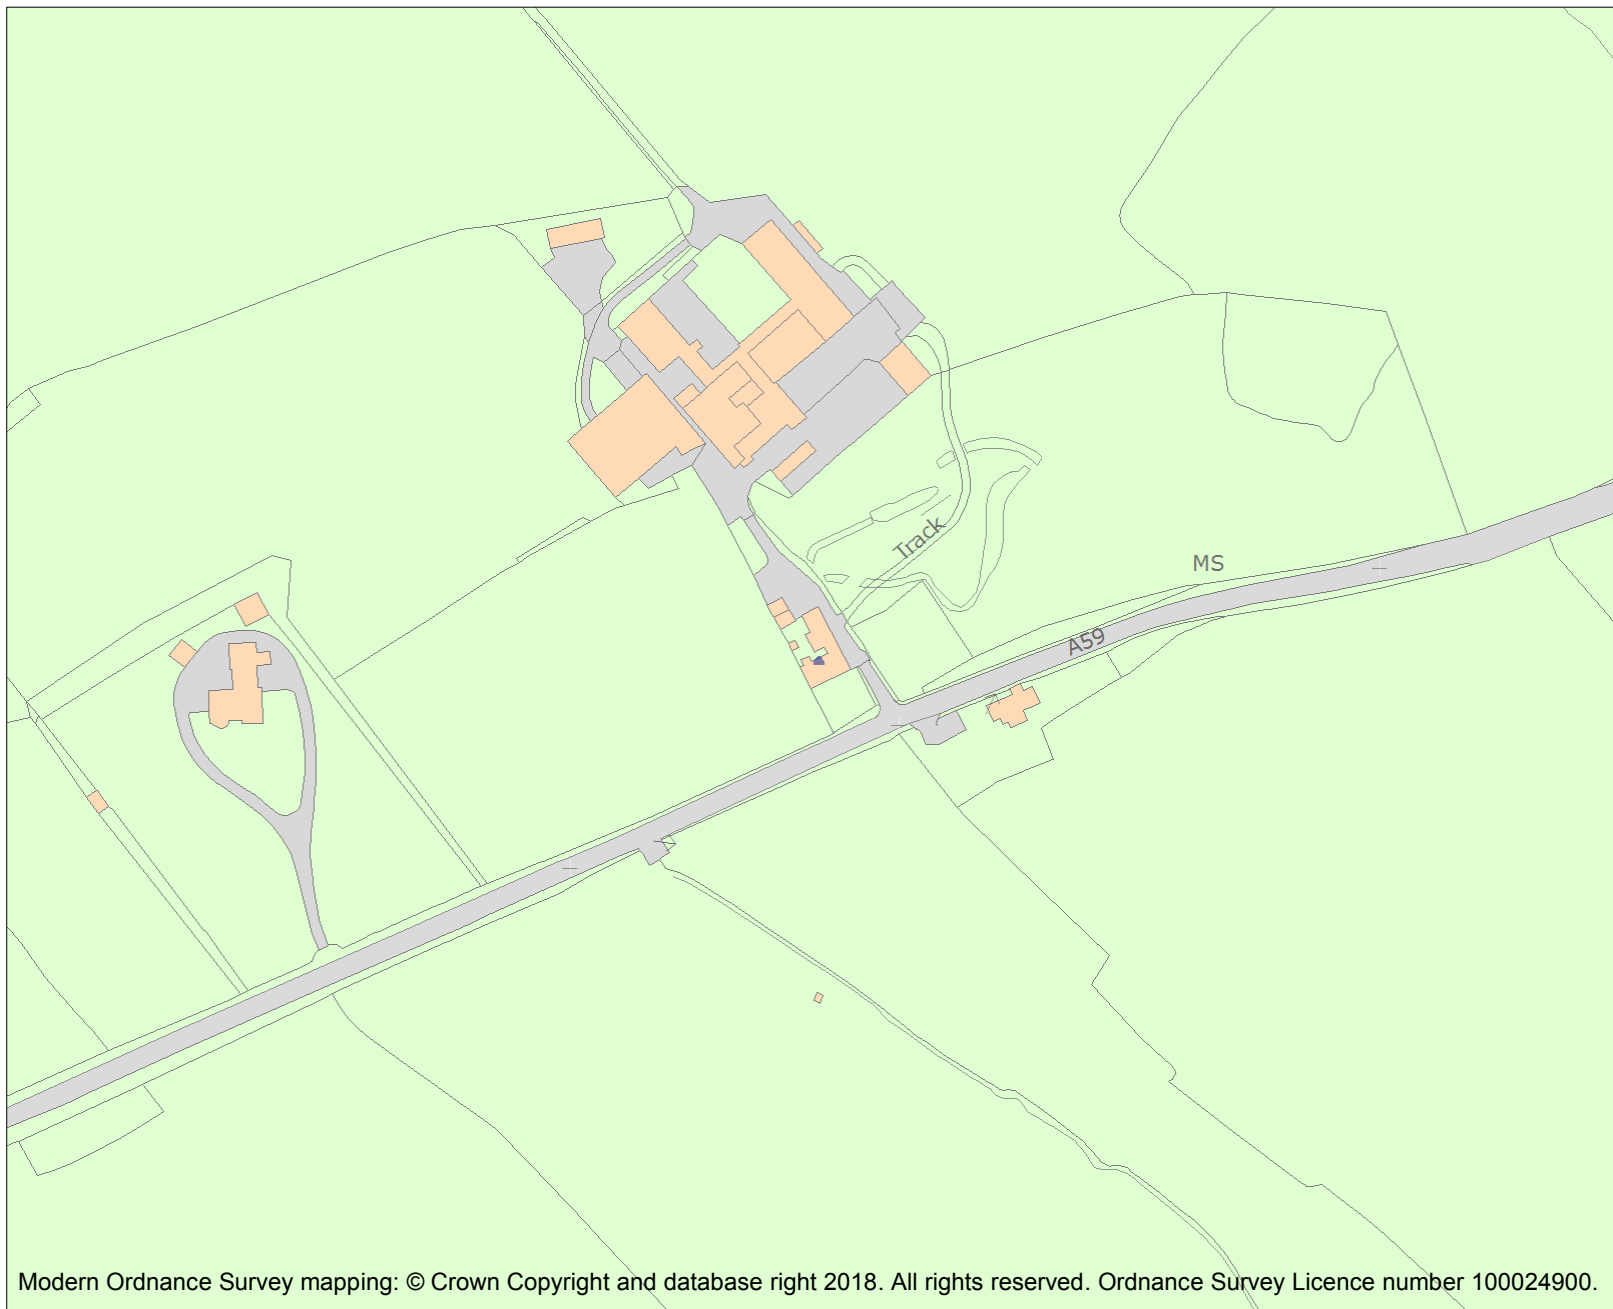 Track
MS
A59
Modern Ordnance Survey mapping: © Crown Copyright and database right 2018. All rights reserved. Ordnance Survey Licence number 100024900.